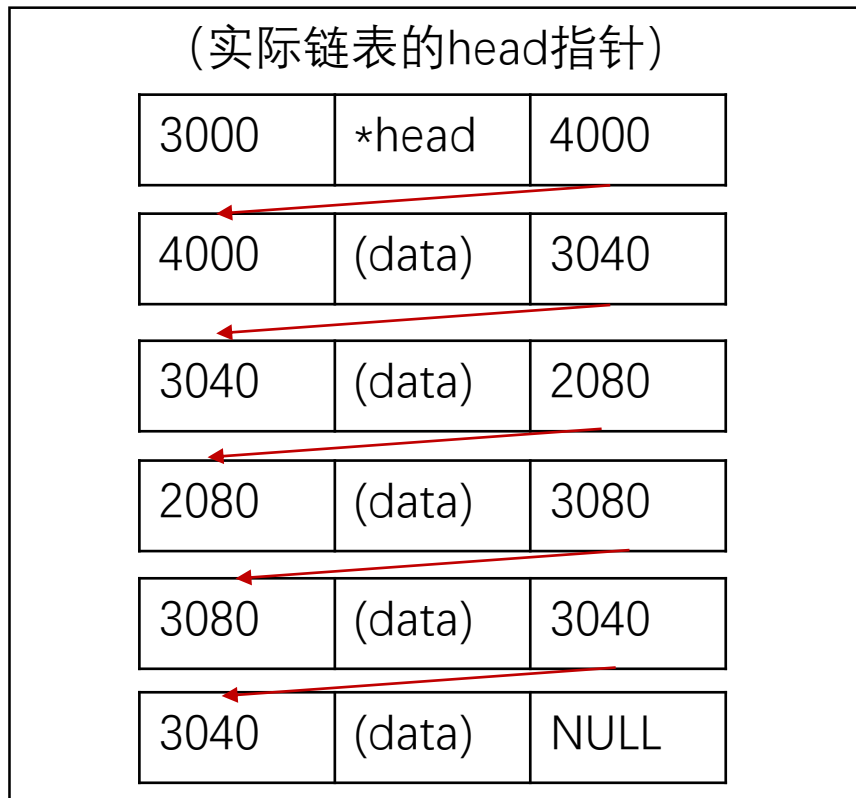 (实际链表的head指针)
3000 *head 4000
4000 (data) 3040
3040 (data) 2080
2080 (data) 3080
3080 (data) 3040
3040 (data) NULL